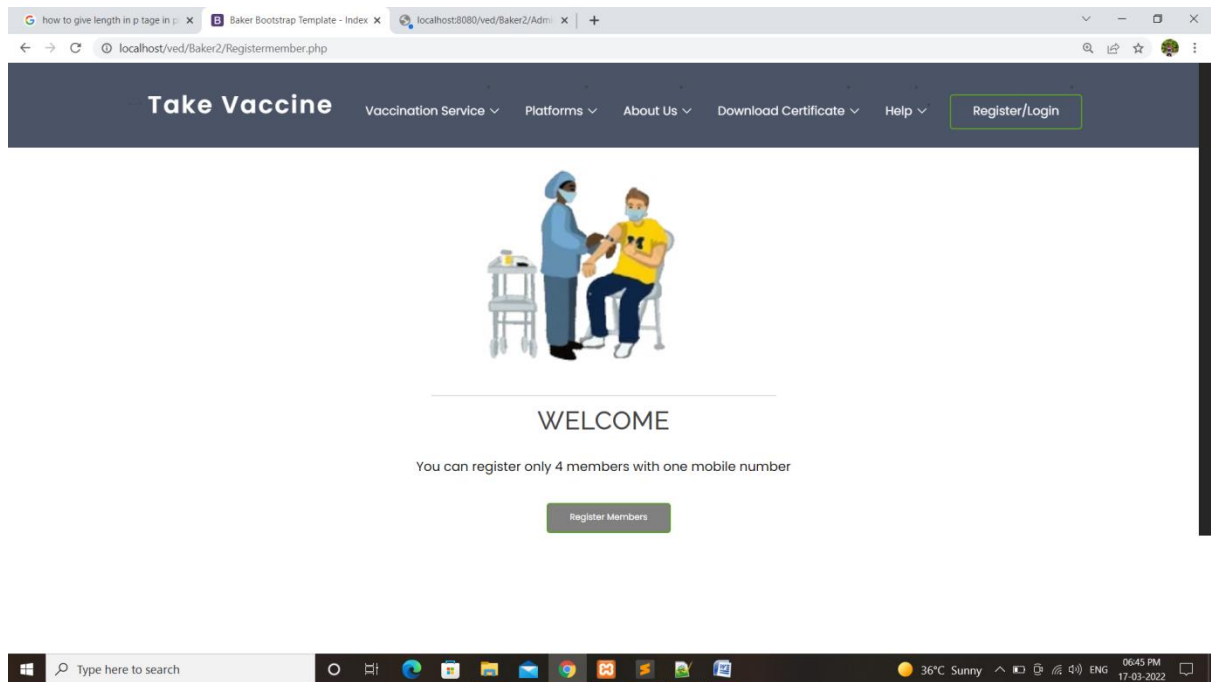 how to give length in p tage in p
Baker Bootstrap Template - Index
localhost:8080/ved/Baker2/Admi
localhost/ved/Baker2/Registermember.php
Take Vaccine
Vaccination Service Platforms About Us Download Certificate Help Register/Login
WELCOME
You can register only 4 members with one mobile number
Register Members
Type here to search
36°C Sunny
ENG
06:45 PM
17-03-2022